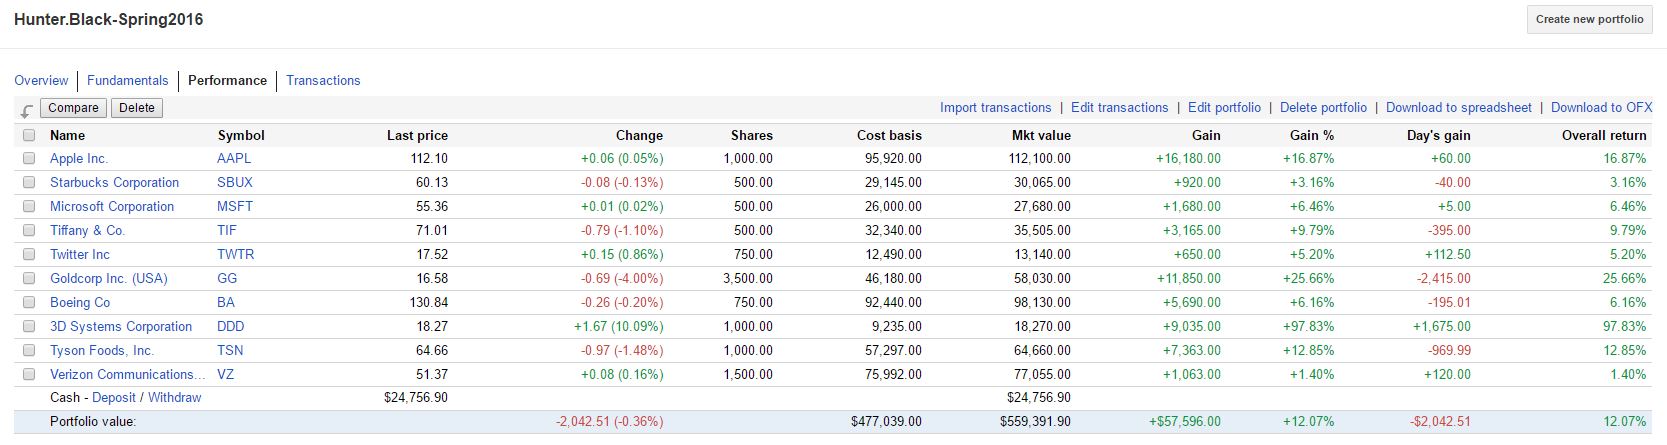 Hunter.Black-Spring2016
Create new portfolio
Overview Fundamentals Performance Transactions
Compare Delete Import transactions | Edit transactions | Edit portfolio | Delete portfolio | Download to spreadsheet | Download to OFX
Name Symbol Last price Change Shares Cost basis Mkt value Gain Gain % Day's gain Overall return
Apple Inc. AAPL 112.10 +0.06 (0.05%) 1,000.00 95,920.00 112,100.00 +16,180.00 +16.87% +60.00 16.87%
Starbucks Corporation SBUX 60.13 -0.08 (-0.13%) 500.00 29,145.00 30,065.00 +920.00 +3.16% -40.00 3.16%
Microsoft Corporation MSFT 55.36 +0.01 (0.02%) 500.00 26,000.00 27,680.00 +1,680.00 +6.46% +5.00 6.46%
Tiffany & Co. TIF 71.01 -0.79 (-1.10%) 500.00 32,340.00 35,505.00 +3,165.00 +9.79% -395.00 9.79%
Twitter Inc TWTR 17.52 +0.15 (0.86%) 750.00 12,490.00 13,140.00 +650.00 +5.20% +112.50 5.20%
Goldcorp Inc. (USA) GG 16.58 -0.69 (-4.00%) 3,500.00 46,180.00 58,030.00 +11,850.00 +25.66% -2,415.00 25.66%
Boeing Co BA 130.84 -0.26 (-0.20%) 750.00 92,440.00 98,130.00 +5,690.00 +6.16% -195.01 6.16%
3D Systems Corporation DDD 18.27 +1.67 (10.09%) 1,000.00 9,235.00 18,270.00 +9,035.00 +97.83% +1,675.00 97.83%
Tyson Foods, Inc. TSN 64.66 -0.97 (-1.48%) 1,000.00 57,297.00 64,660.00 +7,363.00 +12.85% -969.99 12.85%
Verizon Communications... VZ 51.37 +0.08 (0.16%) 1,500.00 75,992.00 77,055.00 +1,063.00 +1.40% +120.00 1.40%
Cash - Deposit / Withdraw $24,756.90 $24,756.90
Portfolio value: -2,042.51 (-0.36%) $477,039.00 $559,391.90 +$57,596.00 +12.07% -$2,042.51 12.07%